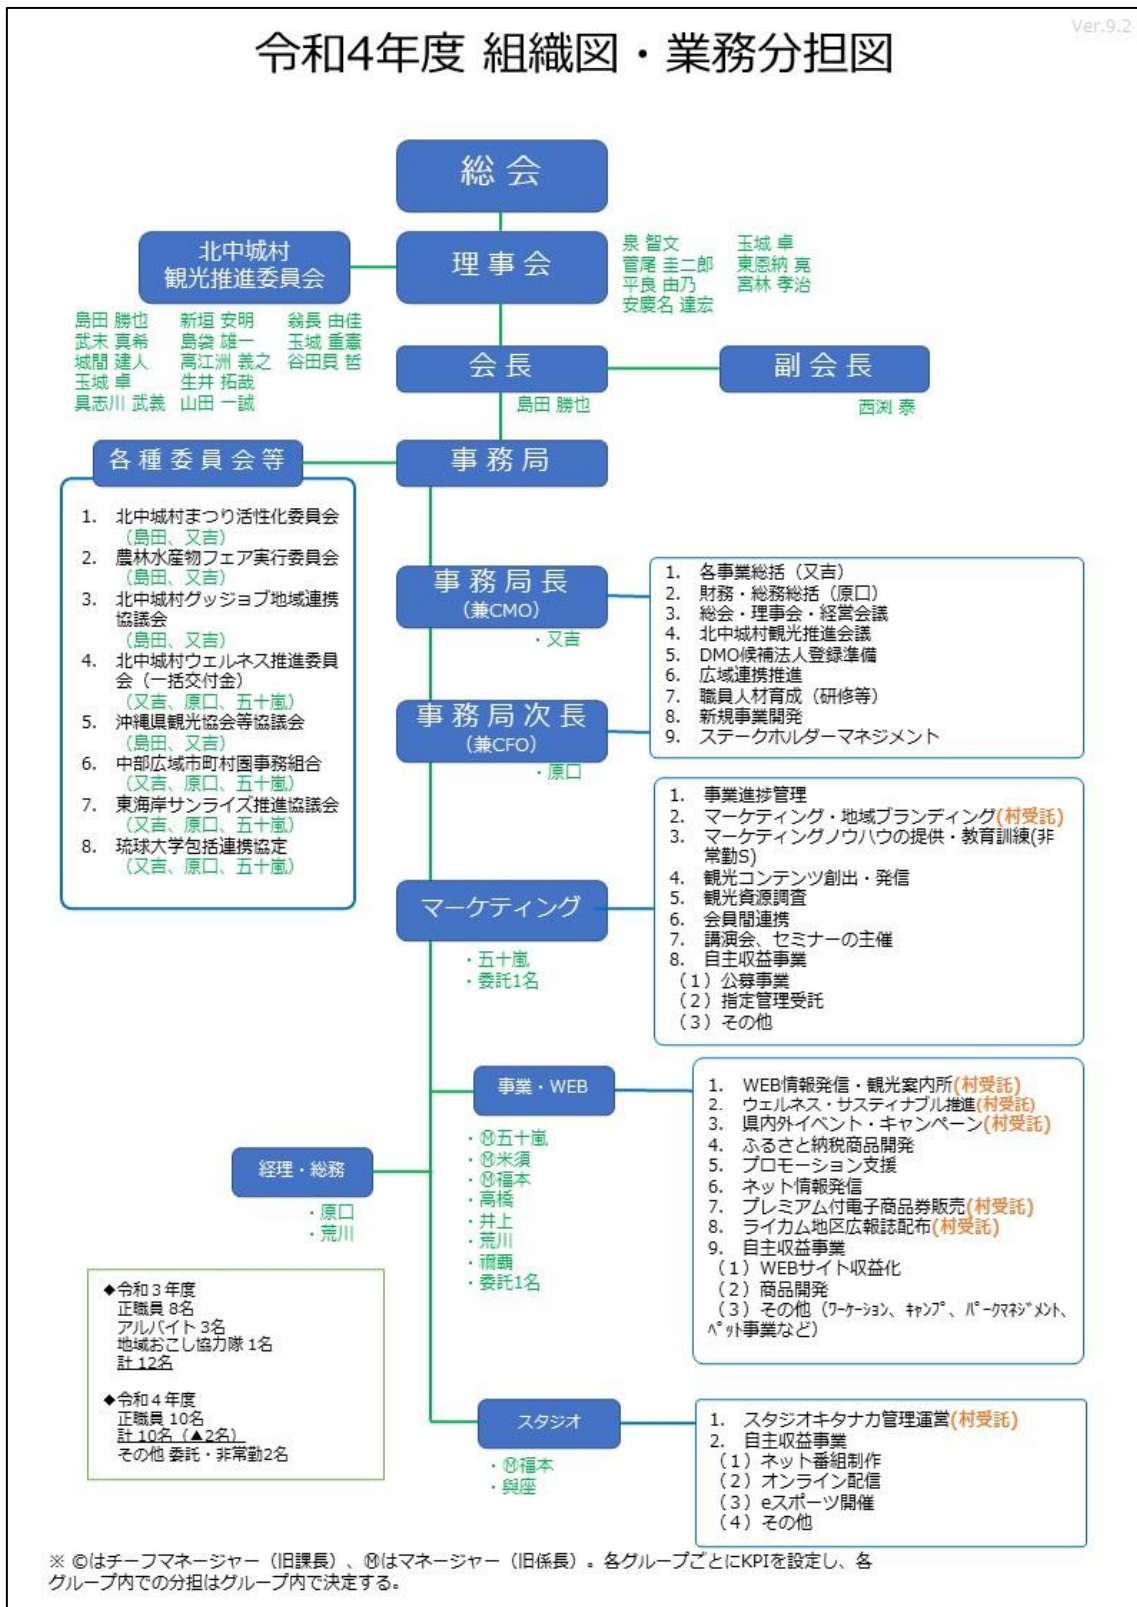 Ver.9.2
令和4年度 組織図・業務分担図
総会
北中城村
観光推進委員会
理事会
泉 智文 玉城 卓
菅尾 圭二郎 東恩納 亮
平良 由乃 宮林 孝治
安慶名 達宏
島田 勝也 新垣 安明 翁長 由佳
武末 真希 島袋 雄一 玉城 重憲
城間 建人 高江洲 義之 谷田貝 哲
玉城 卓 生井 拓哉
具志川 武義 山田 一誠
会長
島田 勝也
副会長
西渕 泰
各種委員会等
事務局
1. 北中城村まつり活性化委員会
(島田、又吉)
2. 農林水産物フェア実行委員会
(島田、又吉)
3. 北中城村グッジョブ地域連携
協議会
(島田、又吉)
4. 北中城村ウェルネス推進委員
会(一括交付金)
(又吉、原口、五十嵐)
5. 沖縄県観光協会等協議会
(島田、又吉)
6. 中部広域市町村圏事務組合
(又吉、原口、五十嵐)
7. 東海岸サンライズ推進協議会
(又吉、原口、五十嵐)
8. 琉球大学包括連携協定
(又吉、原口、五十嵐)
事務局長
(兼CMO)
・又吉
事務局次長
(兼CFO)
・原口
1. 各事業総括(又吉)
2. 財務・総務総括(原口)
3. 総会・理事会・経営会議
4. 北中城村観光推進会議
5. DMO候補法人登録準備
6. 広域連携推進
7. 職員人材育成(研修等)
8. 新規事業開発
9. ステークホルダーマネジメント
マーケティング
・五十嵐
・委託1名
1. 事業進捗管理
2. マーケティング・地域ブランディング(村受託)
3. マーケティングノウハウの提供・教育訓練(非
常勤S)
4. 観光コンテンツ創出・発信
5. 観光資源調査
6. 会員間連携
7. 講演会、セミナーの主催
8. 自主収益事業
(1)公募事業
(2)指定管理受託
(3)その他
事業・WEB
・Ⓜ五十嵐
・Ⓜ米須
・Ⓜ福本
・高橋
・井上
・荒川
・禰覇
・委託1名
1. WEB情報発信・観光案内所(村受託)
2. ウェルネス・サスティナブル推進(村受託)
3.県内外イベント・キャンペーン(村受託)
4. ふるさと納税商品開発
5. プロモーション支援
6. ネット情報発信
7. プレミアム付電子商品券販売(村受託)
8. ライカム地区広報誌配布(村受託)
9. 自主収益事業
(1)WEBサイト収益化
(2)商品開発
(3)その他(ワーケーション、キャンプ、パークマネジメント、
ペット事業など)
経理・総務
・原口
・荒川
◆令和3年度
正職員 8名
アルバイト 3名
地域おこし協力隊 1名
計 12名
◆令和4年度
正職員 10名
計 10名(▲2名)
その他 委託・非常勤2名
スタジオ
・Ⓜ福本
・與座
1. スタジオキタナカ管理運営(村受託)
2. 自主収益事業
(1)ネット番組制作
(2)オンライン配信
(3)eスポーツ開催
(4)その他
※ ©はチーフマネージャー(旧課長)、Ⓜはマネージャー(旧係長)。各グループごとにKPIを設定し、各
グループ内での分担はグループ内で決定する。